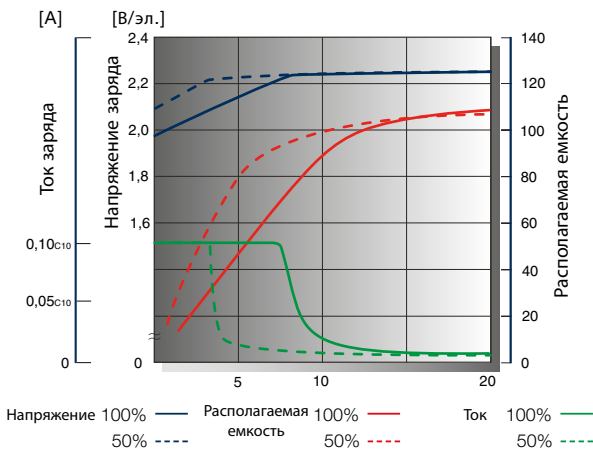 [А] [В/эл.]
Ток заряда
0,10C10
0,05C10
0
Напряжение заряда
2,4
2,2
2,0
1,8
1,6
0
140
120
100
80
60
40
20
0
Располагаемая емкость
5 10 20
Напряжение 100% Располагаемая емкость 100% Ток 100%
50% 50% 50%